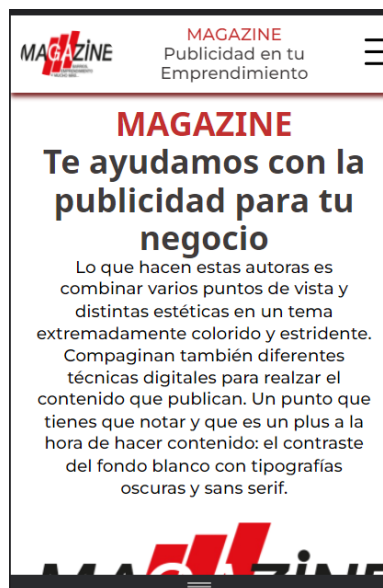 MAGAZINE
MAGAZINE
Publicidad en tu
Emprendimiento
MAGAZINE
Te ayudamos con la
publicidad para tu
negocio
Lo que hacen estas autoras es
combinar varios puntos de vista y
distintas estéticas en un tema
extremadamente colorido y estridente.
Compaginan también diferentes
técnicas digitales para realzar el
contenido que publican. Un punto que
tienes que notar y que es un plus a la
hora de hacer contenido: el contraste
del fondo blanco con tipografías
oscuras y sans serif.
MAGAZINE